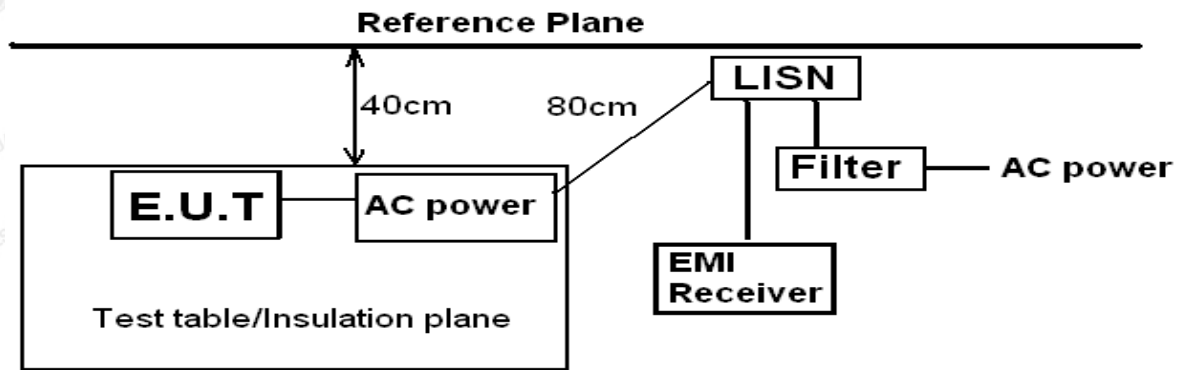 Reference Plane
40cm
80cm
LISN
Filter
AC power
E.U.T
AC power
EMI
Receiver
Test table/Insulation plane